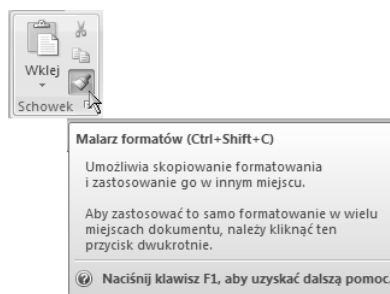 Wklej
Schowek
Malarz formatów (Ctrl+Shift+C)
Umożliwia skopiowanie formatowania
i zastosowanie go w innym miejscu.
Aby zastosować to samo formatowanie w wielu
miejscach dokumentu, należy kliknąć ten
przycisk dwukrotnie.
Naciśnij klawisz F1, aby uzyskać dalszą pomoc.